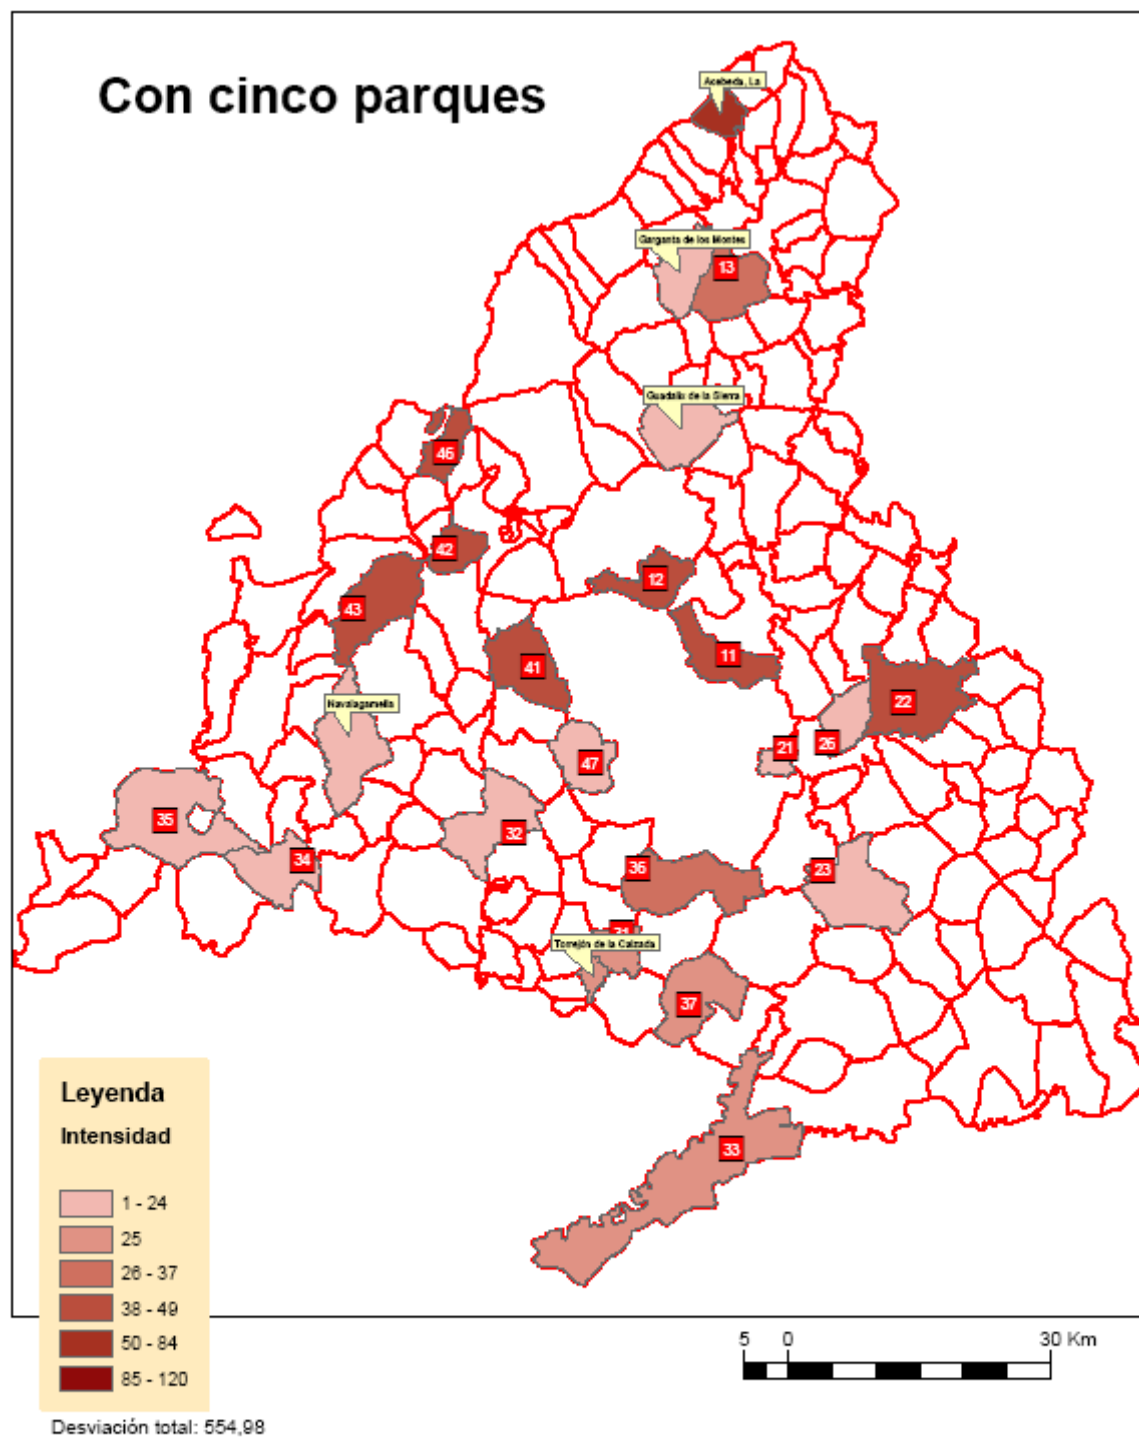 Con cinco parques
Acebeda, La
Garganta de los Montes
13
Guadalix de la Sierra
46
42
12
43
11
41
22
Navalagamella
21
25
47
35
32
34
36
23
Torrejón de la Calzada
37
33
Leyenda
Intensidad
1 - 24
25
26 - 37
38 - 49
50 - 84
85 - 120
5 0 30 Km
Desviación total: 554,98